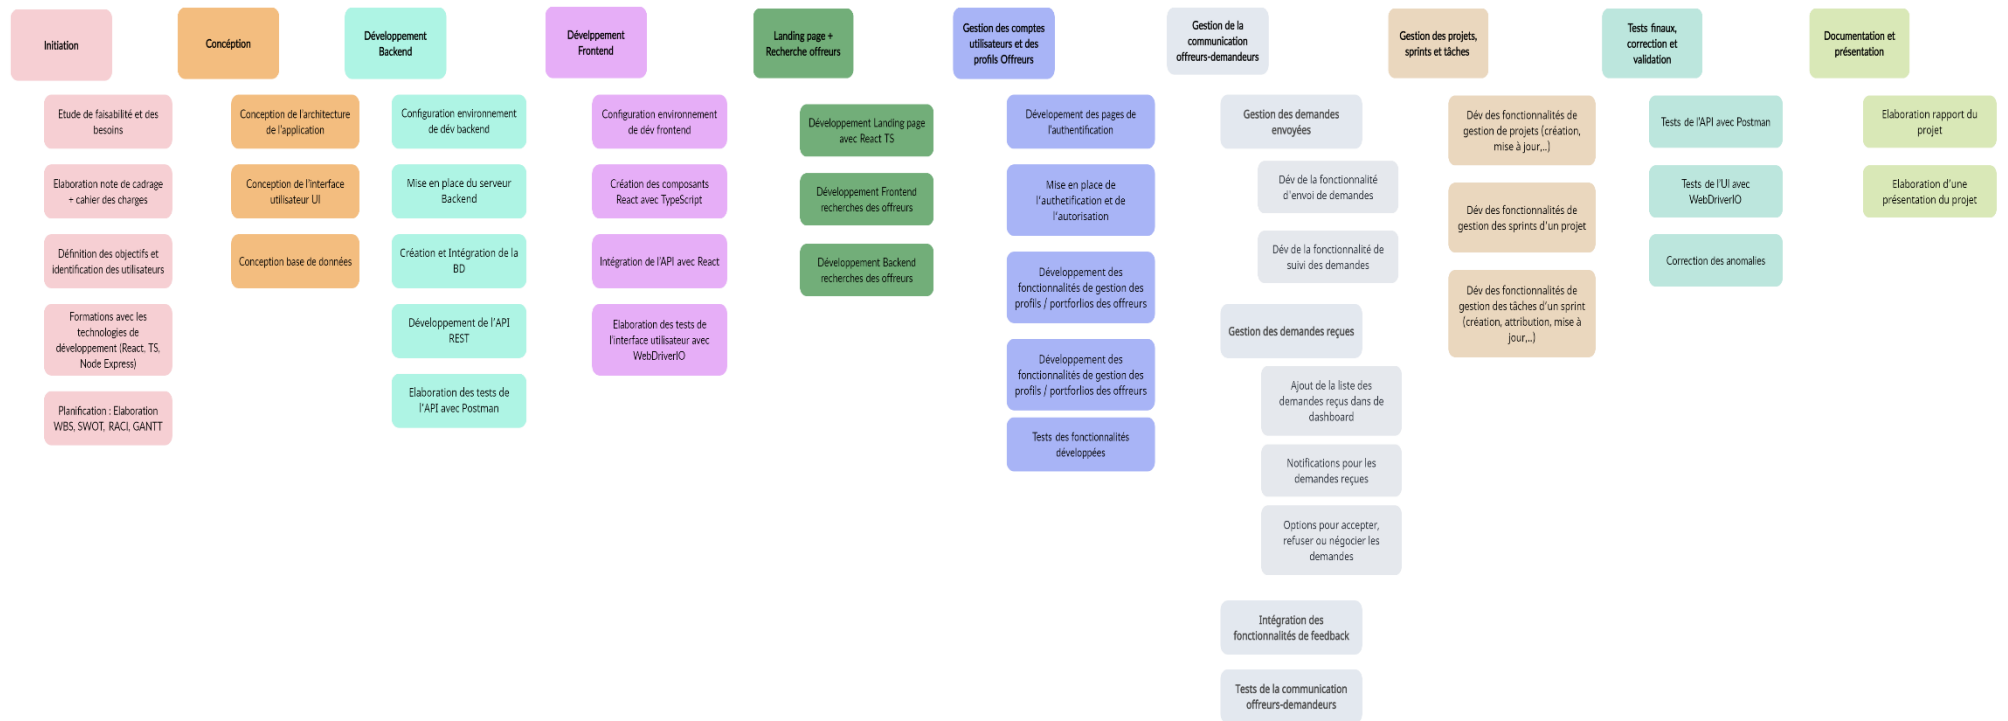 Initiation
Etude de faisabilité et des
besoins
Elaboration note de cadrage
+ cahier des charges
Définition des objectifs et
identification des utilisateurs
Formations avec les
technologies de
développement (React, TS,
Node Express)
Planification : Elaboration
WBS, SWOT, RACI, GANTT
Concéption
Conception de l'architecture
de l'application
Conception de l'interface
utilisateur UI
Conception base de données
Développement
Backend
Configuration environnement
de dév backend
Mise en place du serveur
Backend
Création et Intégration de la
BD
Développement de l'API
REST
Elaboration des tests de
l'API avec Postman
Dévelppement
Frontend
Configuration environnement
de dév frontend
Création des composants
React avec TypeScript
Intégration de l'API avec React
Elaboration des tests de
l'interface utilisateur avec
WebDriverIO
Landing page +
Recherche offreurs
Développement Landing page
avec React TS
Développement Frontend
recherches des offreurs
Développement Backend
recherches des offreurs
Gestion des comptes
utilisateurs et des
profils Offreurs
Dévelopement des pages de
l'authentification
Mise en place de
l'authetification et de
l'autorisation
Développement des
fonctionnalités de gestion des
profils / portforlios des offreurs
Développement des
fonctionnalités de gestion des
profils / portforlios des offreurs
Tests des fonctionnalités
développées
Gestion de la
communication
offreurs-demandeurs
Gestion des demandes
envoyées
Dév de la fonctionnalité
d'envoi de demandes
Dév de la fonctionnalité de
suivi des demandes
Gestion des demandes reçues
Ajout de la liste des
demandes reçus dans de
dashboard
Notifications pour les
demandes reçues
Options pour accepter,
refuser ou négocier les
demandes
Intégration des
fonctionnalités de feedback
Tests de la communication
offreurs-demandeurs
Gestion des projets,
sprints et tâches
Dév des fonctionnalités de
gestion de projets (création,
mise à jour,..)
Dév des fonctionnalités de
gestion des sprints d'un projet
Dév des fonctionnalités de
gestion des tâches d'un sprint
(création, attribution, mise à
jour,..)
Tests finaux,
correction et
validation
Tests de l'API avec Postman
Tests de l'UI avec
WebDriverIO
Correction des anomalies
Documentation et
présentation
Elaboration rapport du
projet
Elaboration d'une
présentation du projet